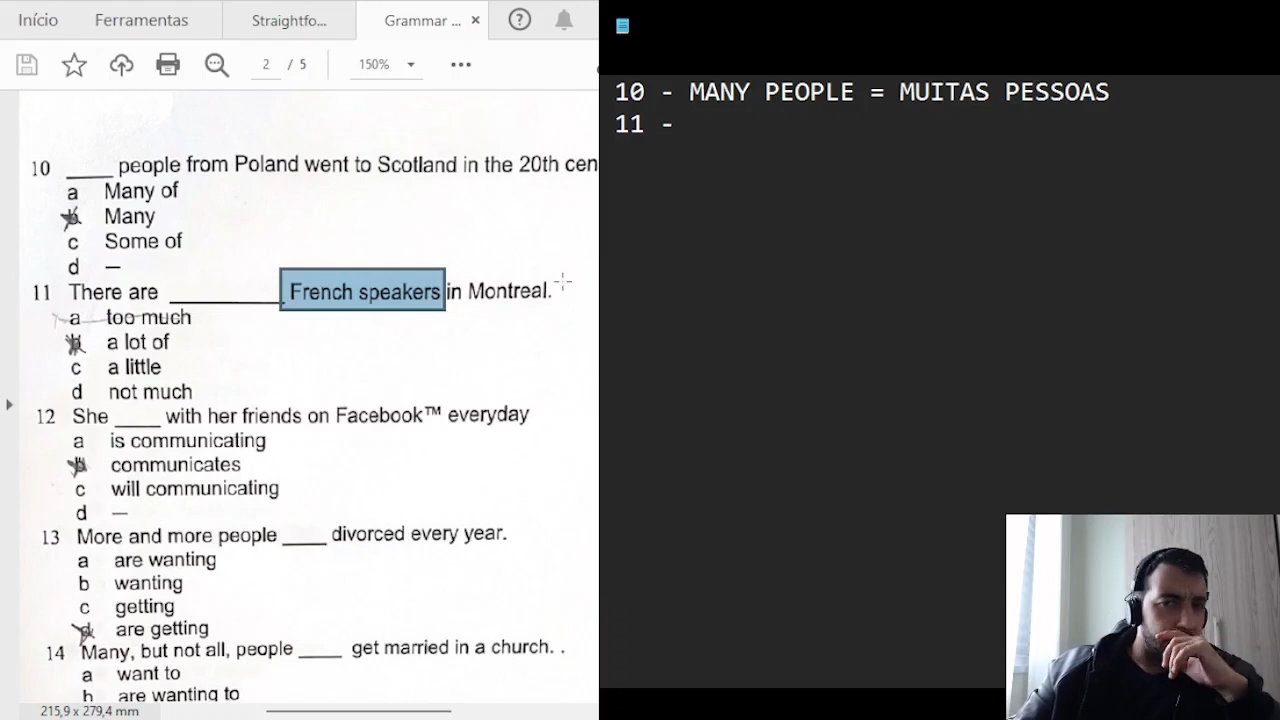 Início Ferramentas Straightfo... Grammar ... ×
2 / 5 150%
10 ____ people from Poland went to Scotland in the 20th cen
a Many of
b Many
c Some of
d —
11 There are __________ French speakers in Montreal.
a too much
b a lot of
c a little
d not much
12 She ____ with her friends on Facebook™ everyday
a is communicating
b communicates
c will communicating
d —
13 More and more people ____ divorced every year.
a are wanting
b wanting
c getting
d are getting
14 Many, but not all, people ____ get married in a church. .
a want to
b are wanting to
215,9 x 279,4 mm
10 - MANY PEOPLE = MUITAS PESSOAS
11 -